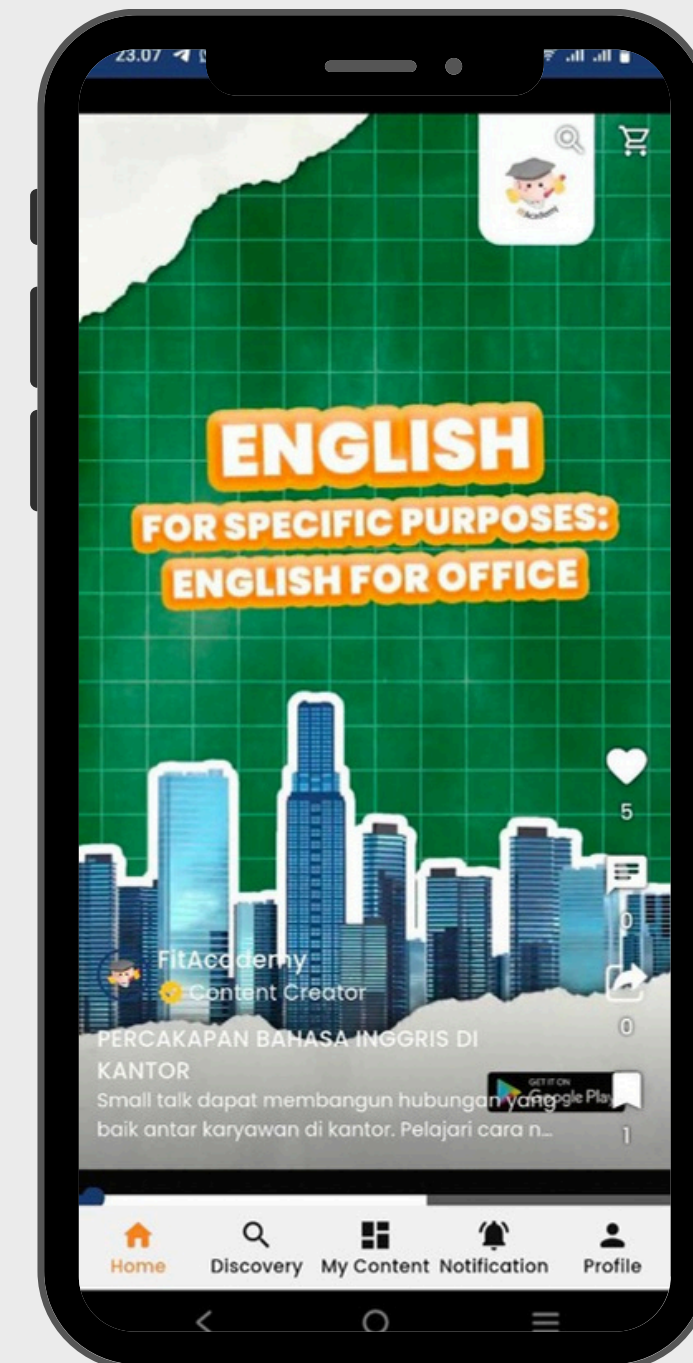 23.07
Academy
ENGLISH
FOR SPECIFIC PURPOSES:
ENGLISH FOR OFFICE
5
0
FitAcademy
Content Creator
0
PERCAKAPAN BAHASA INGGRIS DI
KANTOR
GET IT ON
Google Play
Small talk dapat membangun hubungan yang
baik antar karyawan di kantor. Pelajari cara n...
1
Home Discovery My Content Notification Profile